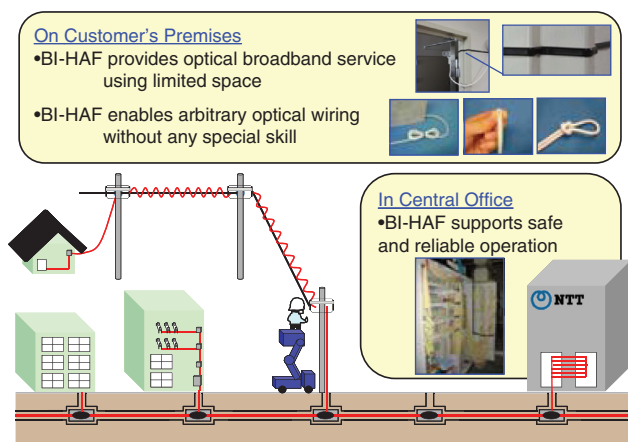 On Customer's Premises
•BI-HAF provides optical broadband service
using limited space
•BI-HAF enables arbitrary optical wiring
without any special skill
In Central Office
•BI-HAF supports safe
and reliable operation
NTT